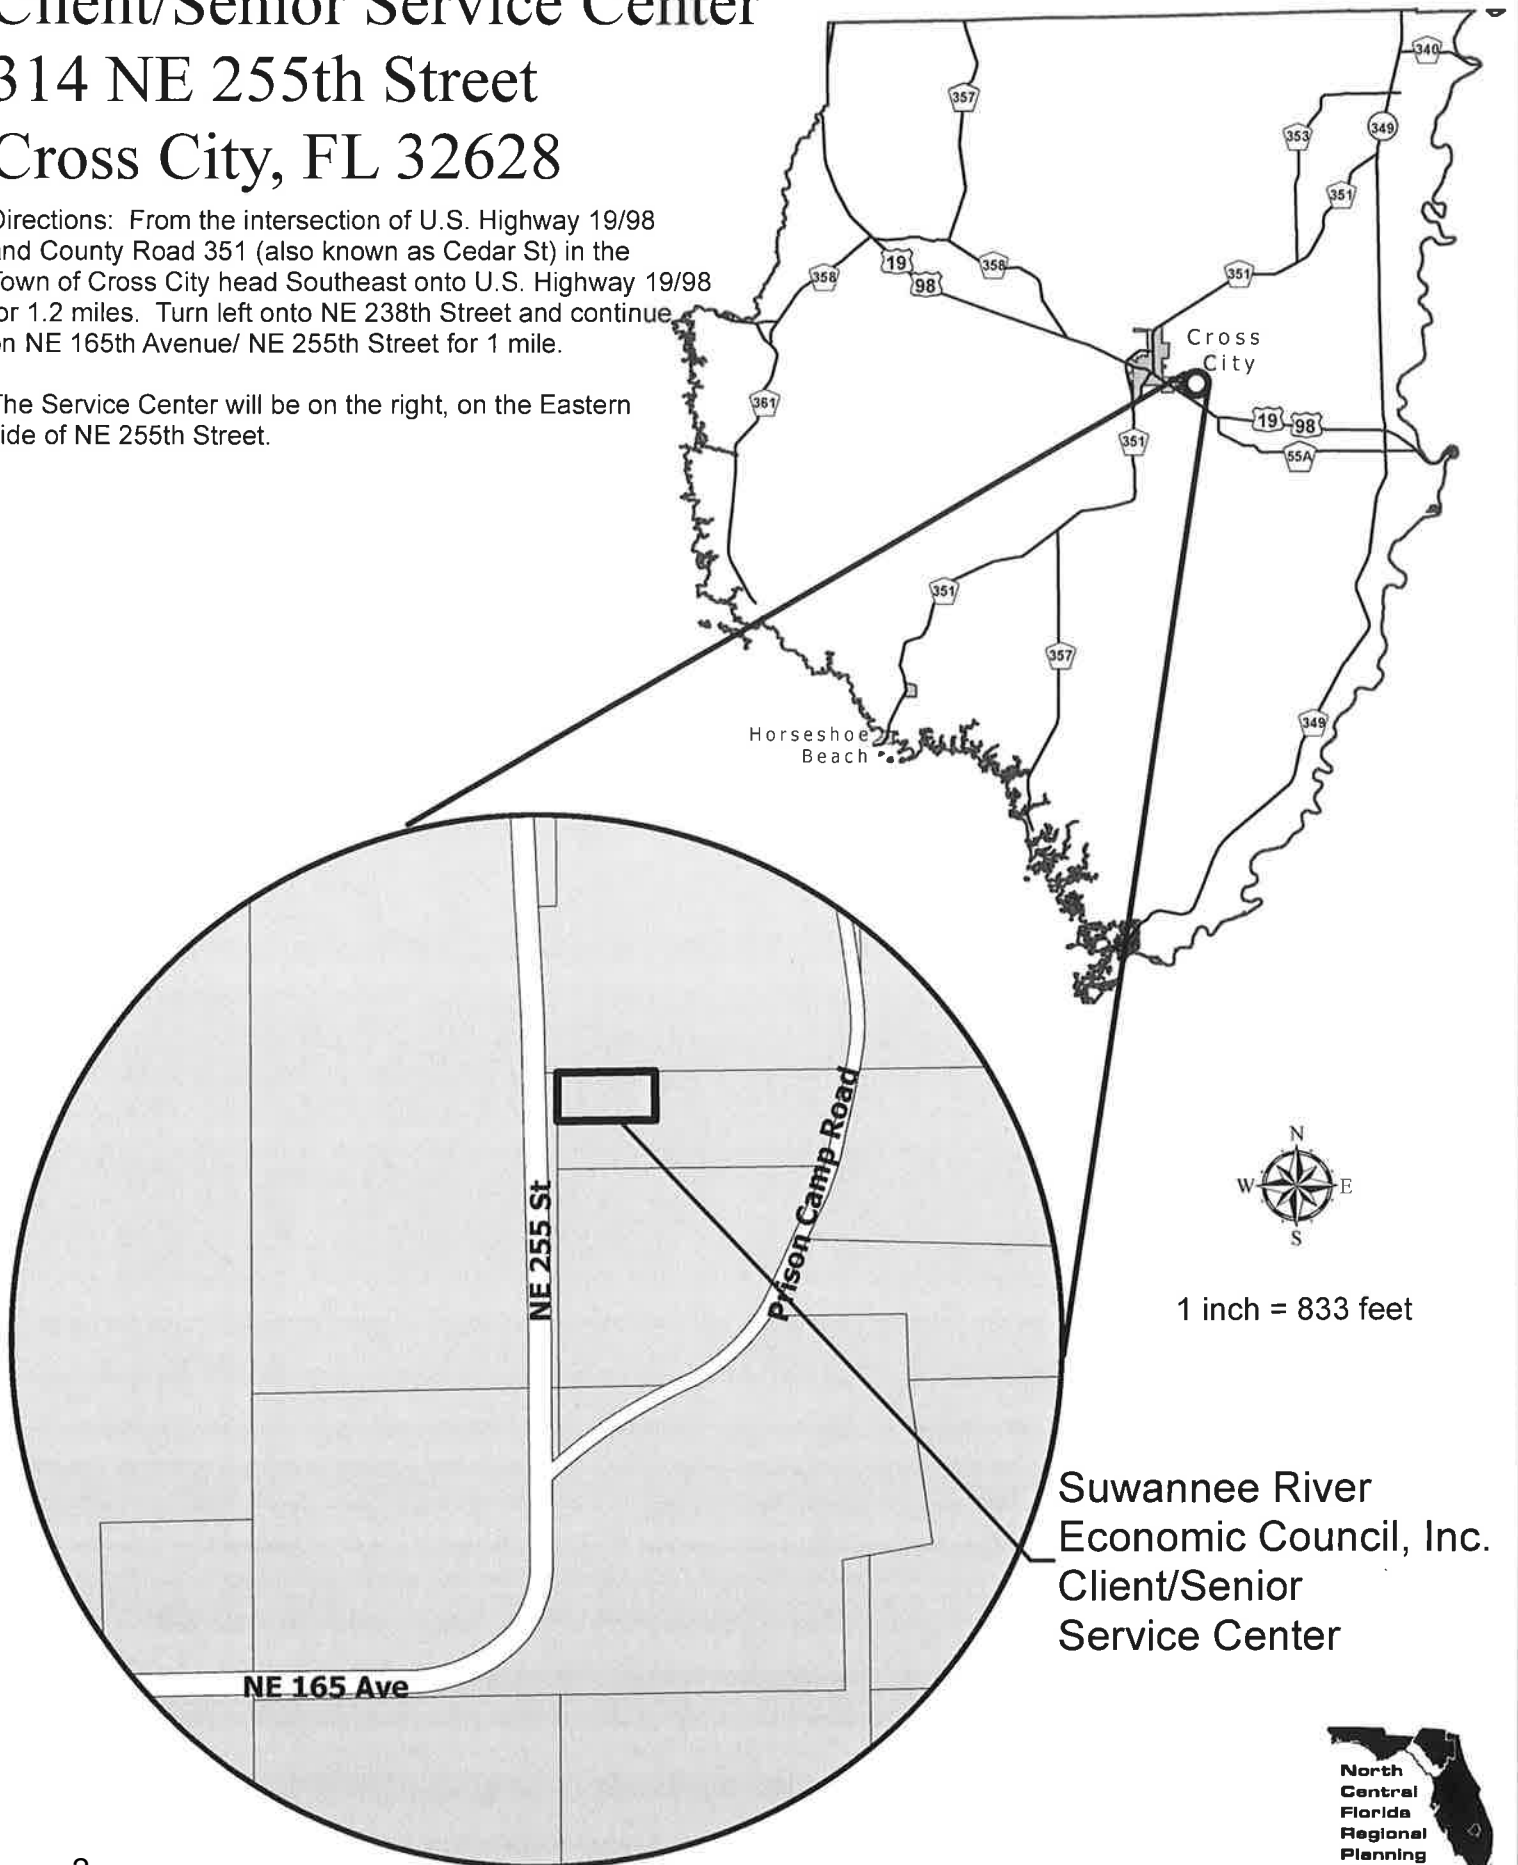 Client/Senior Service Center
314 NE 255th Street
Cross City, FL 32628
Directions: From the intersection of U.S. Highway 19/98
and County Road 351 (also known as Cedar St) in the
Town of Cross City head Southeast onto U.S. Highway 19/98
for 1.2 miles. Turn left onto NE 238th Street and continue
on NE 165th Avenue/ NE 255th Street for 1 mile.
The Service Center will be on the right, on the Eastern
side of NE 255th Street.
340
357
353
349
351
358
19
98
358
351
Cross
City
361
351
19
98
55A
351
357
349
Horseshoe
Beach
NE 255 St
Prison Camp Road
NE 165 Ave
N
W
E
S
1 inch = 833 feet
Suwannee River
Economic Council, Inc.
Client/Senior
Service Center
North
Central
Florida
Regional
Planning